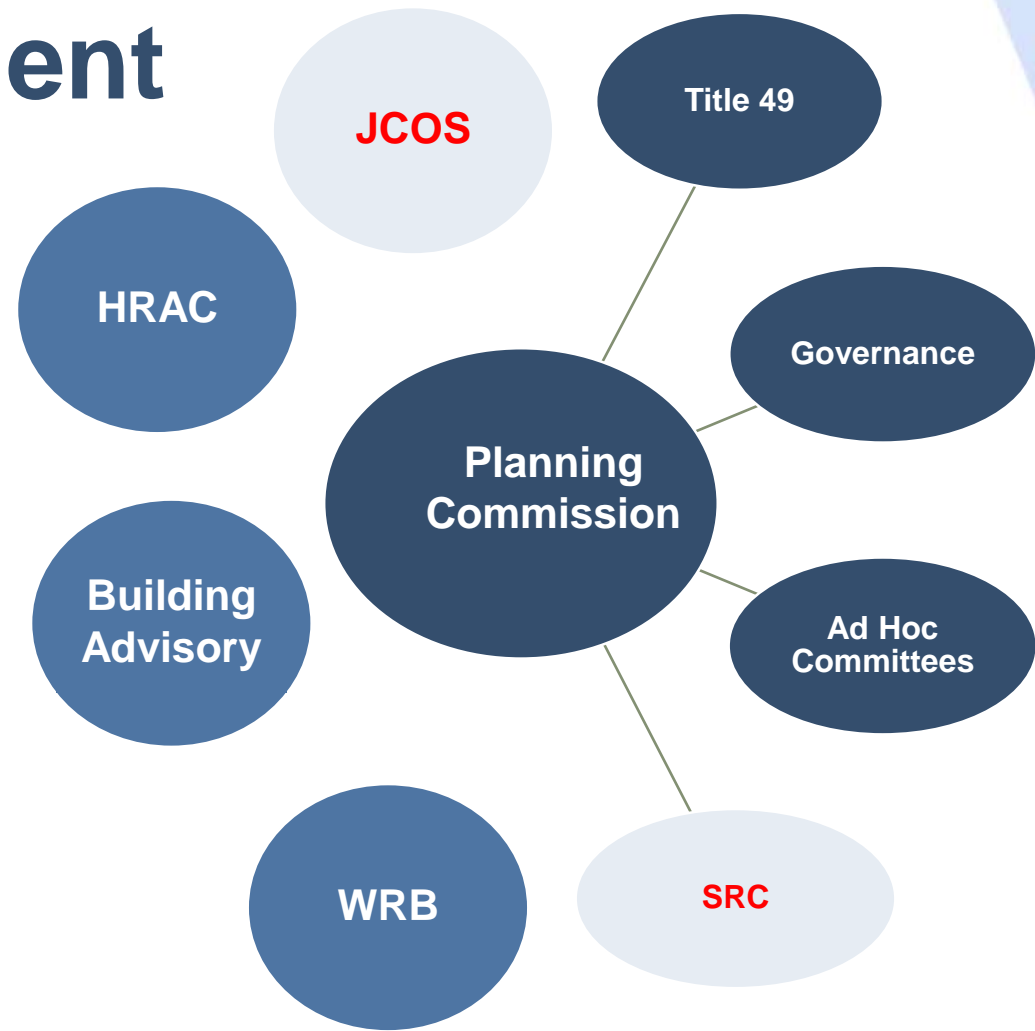 ent
JCOS
Title 49
HRAC
Governance
Planning
Commission
Building
Advisory
Ad Hoc
Committees
WRB
SRC